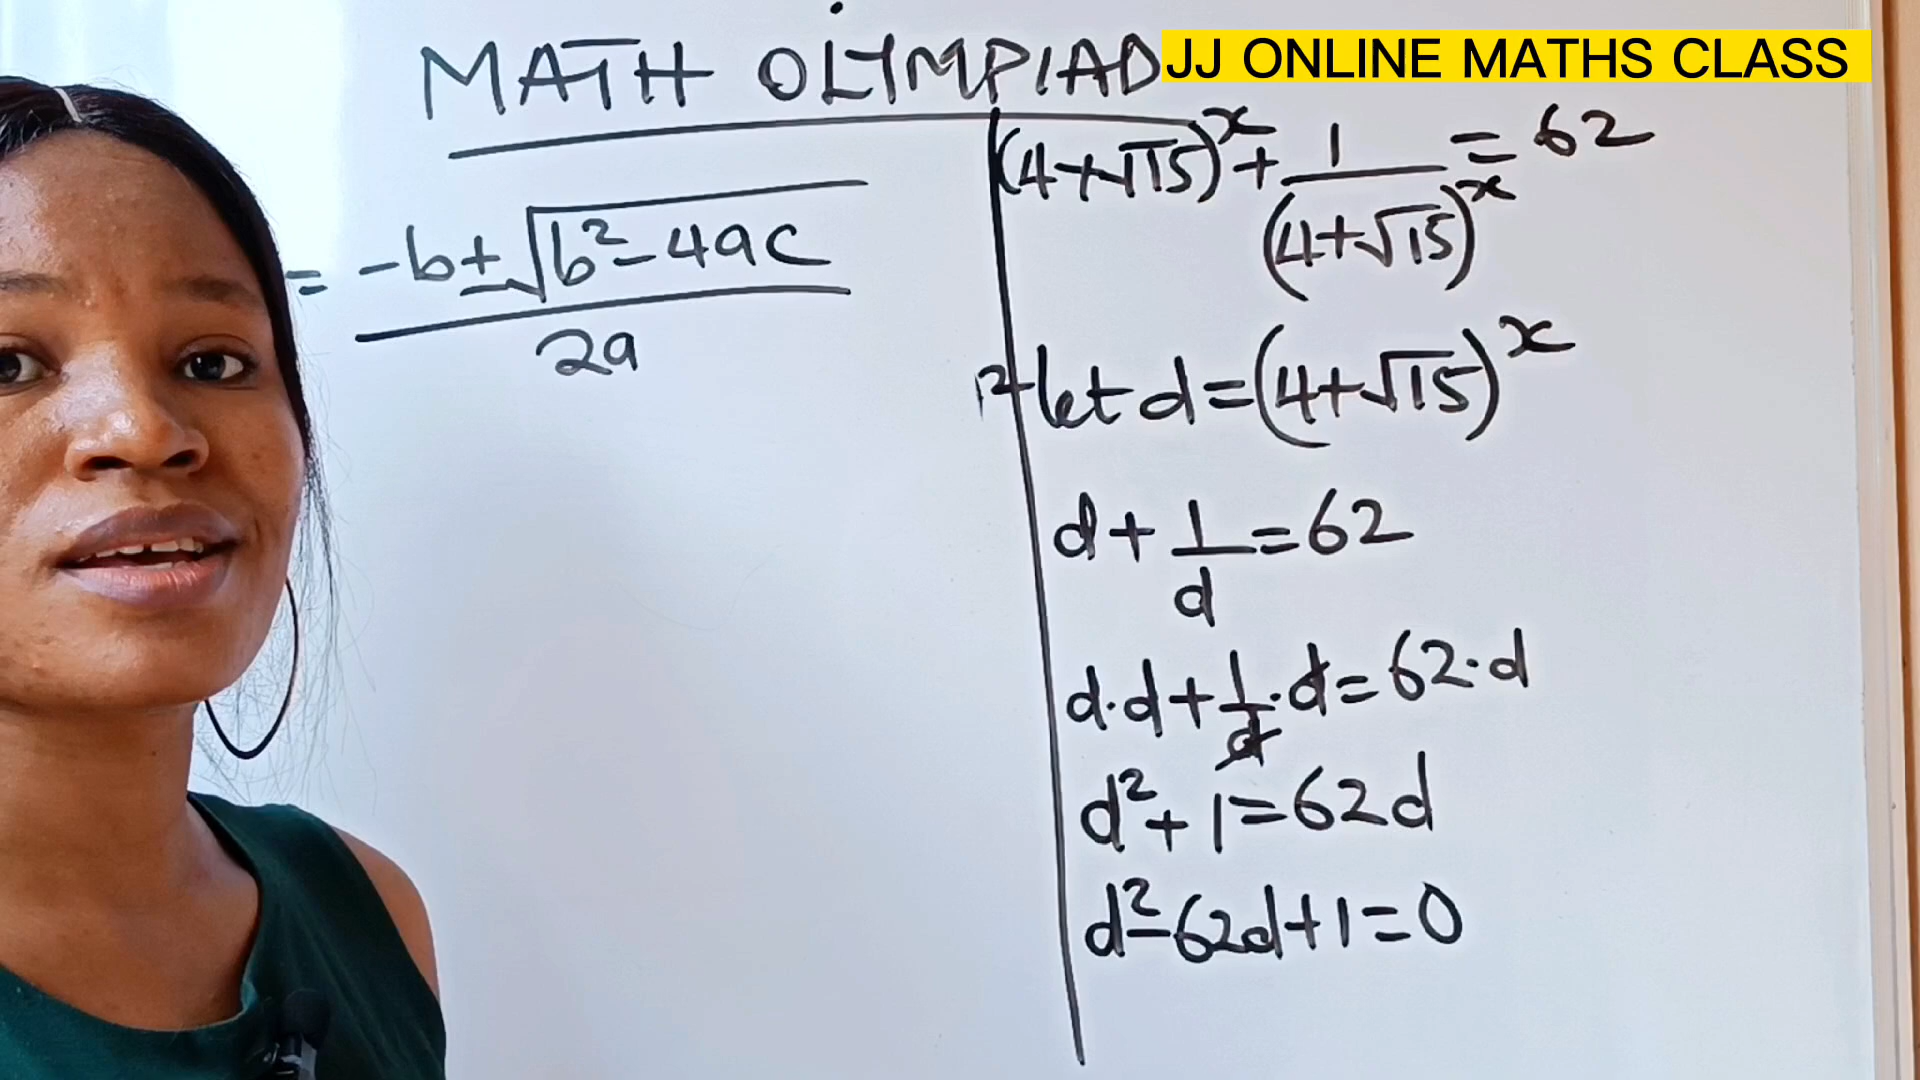 MATH OLYMPIAD
JJ ONLINE MATHS CLASS
= -b±√b²-4ac
2a
(4+√15)ˣ + 1 = 62
(4+√15)ˣ
let d=(4+√15)ˣ
d + 1 = 62
d
d·d + 1 · d = 62·d
d
d² + 1 = 62d
d²-62d+1=0